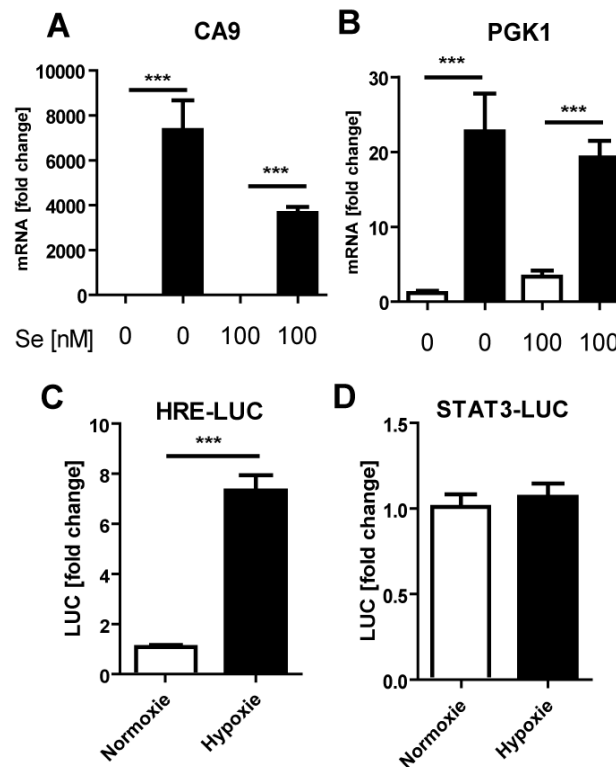 A
CA9
mRNA [fold change]
10000
8000
6000
4000
2000
0
***
***
Se [nM]
0 0 100 100
B
PGK1
mRNA [fold change]
30
20
10
0
***
***
0 0 100 100
C
HRE-LUC
LUC [fold change]
10
8
6
4
2
0
***
Normoxie
Hypoxie
D
STAT3-LUC
LUC [fold change]
1.5
1.0
0.5
0.0
Normoxie
Hypoxie